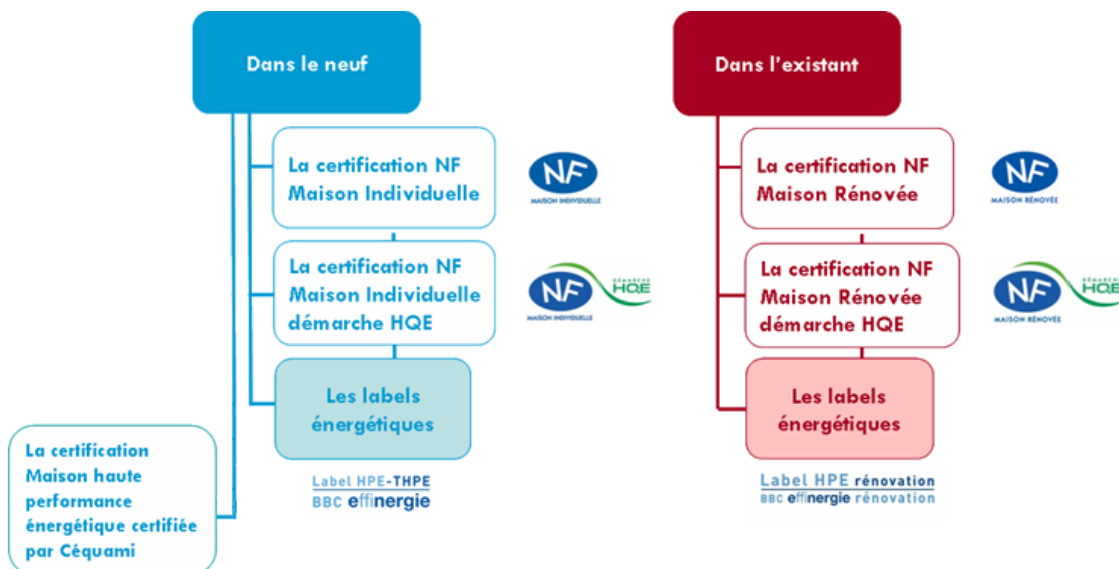 Dans le neuf
La certification NF
Maison Individuelle
NF
MAISON INDIVIDUELLE
La certification NF
Maison Individuelle
démarche HQE
NF
MAISON INDIVIDUELLE
DÉMARCHE
HQE
Les labels
énergétiques
Label HPE-THPE
BBC effinergie
La certification
Maison haute
performance
énergétique certifiée
par Céquami
Dans l'existant
La certification NF
Maison Rénovée
NF
MAISON RÉNOVÉE
La certification NF
Maison Rénovée
démarche HQE
NF
MAISON RÉNOVÉE
DÉMARCHE
HQE
Les labels
énergétiques
Label HPE rénovation
BBC effinergie rénovation